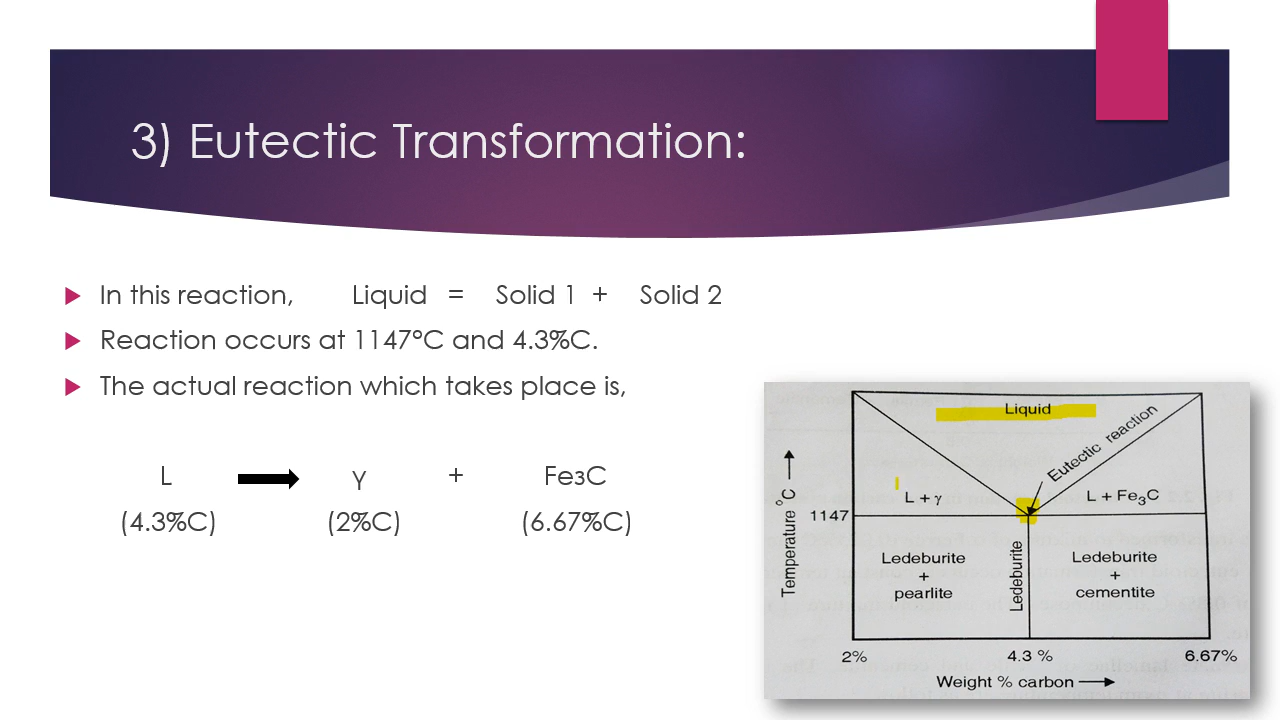 3) Eutectic Transformation:
In this reaction, Liquid = Solid 1 + Solid 2
Reaction occurs at 1147°C and 4.3%C.
The actual reaction which takes place is,
L Y + Fe₃C
(4.3%C) (2%C) (6.67%C)
Liquid
Eutectic reaction
L + γ
L + Fe₃C
Temperature °C
1147
Ledeburite
+
pearlite
Ledeburite
Ledeburite
+
cementite
2% 4.3 % 6.67%
Weight % carbon